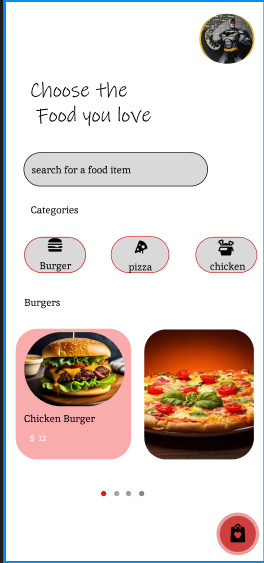 Choose the
Food you love
search for a food item
Categories
Burger
pizza
chicken
Burgers
Chicken Burger
$ 12